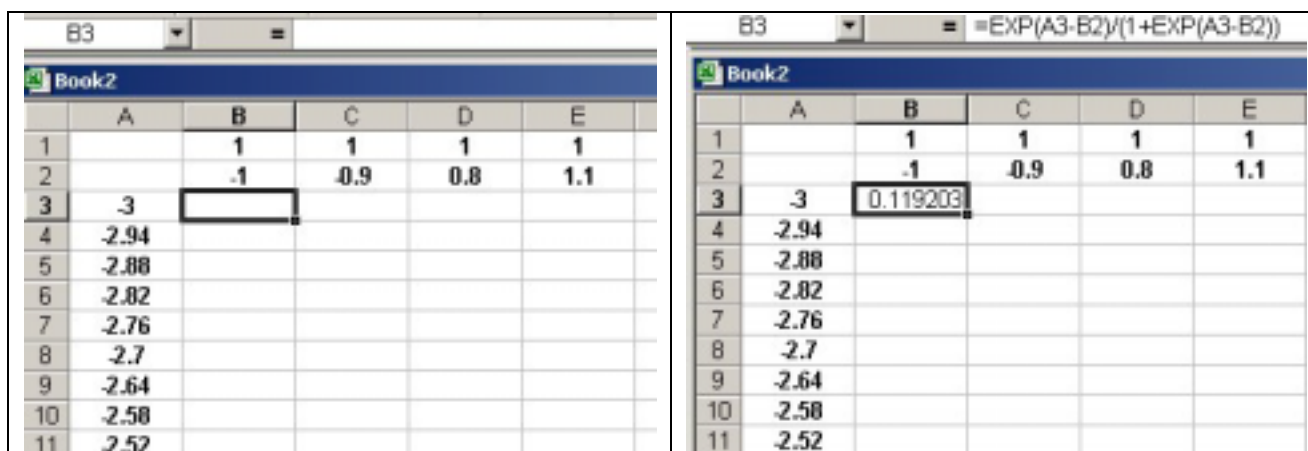 B3 =
Book2
A B C D E
1 1 1 1 1
2 -1 -0.9 0.8 1.1
3 -3
4 -2.94
5 -2.88
6 -2.82
7 -2.76
8 -2.7
9 -2.64
10 -2.58
11 -2.52
B3 = =EXP(A3-B2)/(1+EXP(A3-B2))
Book2
A B C D E
1 1 1 1 1
2 -1 -0.9 0.8 1.1
3 -3 0.119203
4 -2.94
5 -2.88
6 -2.82
7 -2.76
8 -2.7
9 -2.64
10 -2.58
11 -2.52